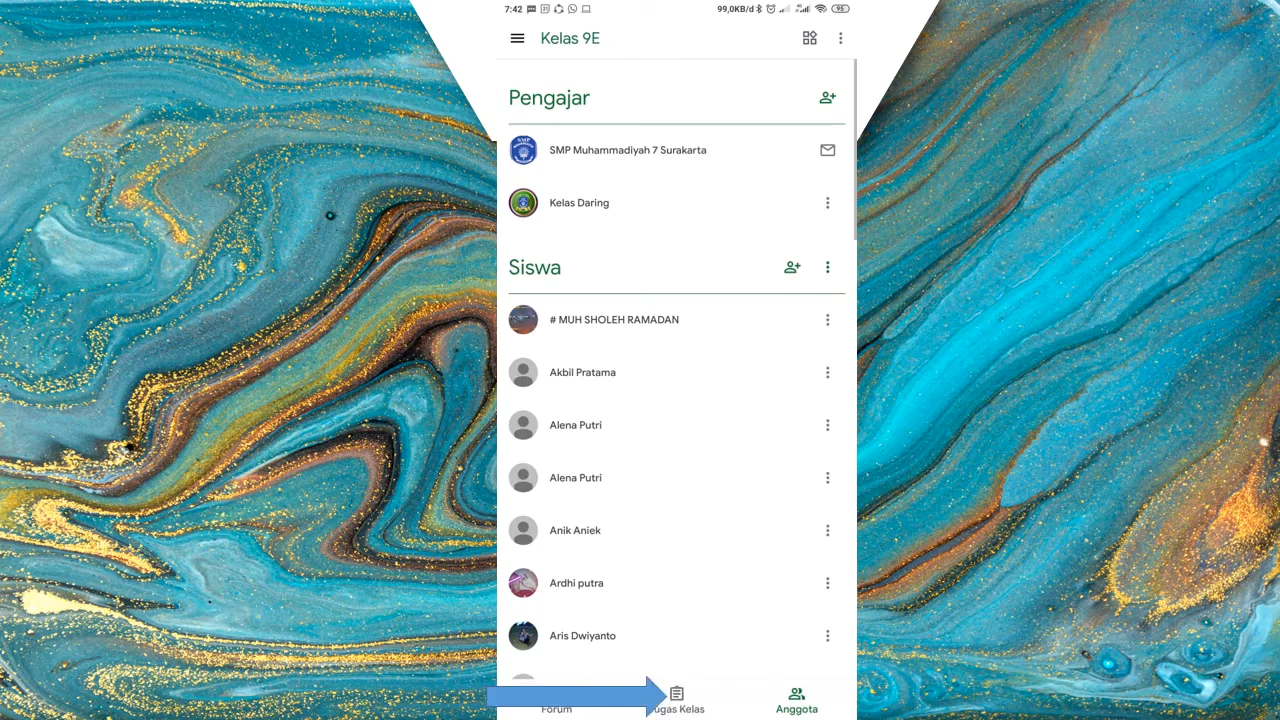 7:42
99,0KB/d
95
Kelas 9E
Pengajar
SMP Muhammadiyah 7 Surakarta
Kelas Daring
Siswa
# MUH SHOLEH RAMADAN
Akbil Pratama
Alena Putri
Alena Putri
Anik Aniek
Ardhi putra
Aris Dwiyanto
Forum
Kelas
Anggota